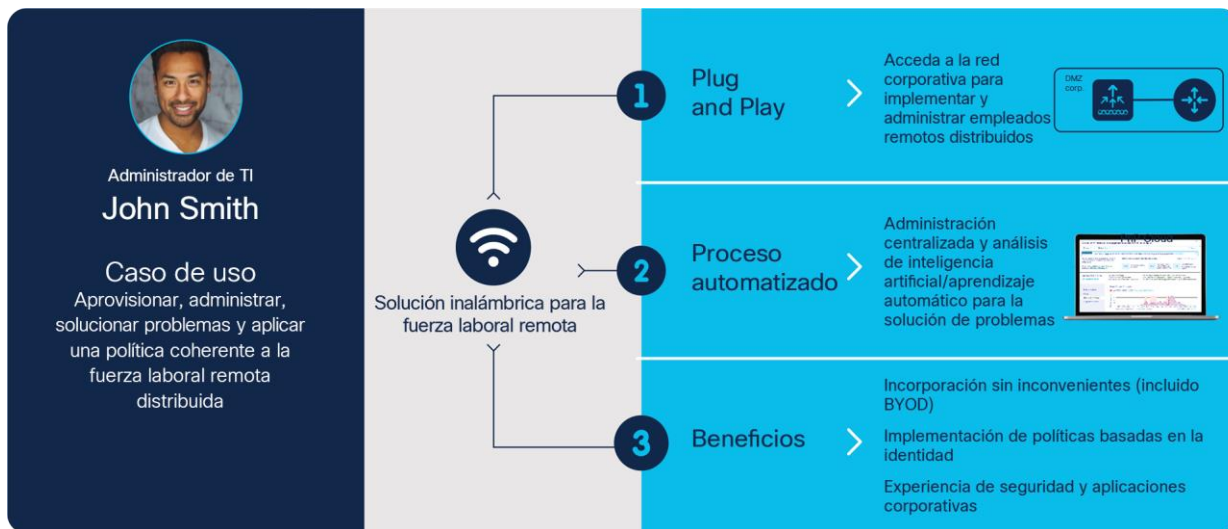 Administrador de TI
John Smith
Caso de uso
Aprovisionar, administrar,
solucionar problemas y aplicar
una política coherente a la
fuerza laboral remota
distribuida
Solución inalámbrica para la
fuerza laboral remota
1
Plug
and Play
Acceda a la red
corporativa para
implementar y
administrar empleados
remotos distribuidos
DMZ
corp.
2
Proceso
automatizado
Administración
centralizada y análisis
de inteligencia
artificial/aprendizaje
automático para la
solución de problemas
3
Beneficios
Incorporación sin inconvenientes (incluido
BYOD)
Implementación de políticas basadas en la
identidad
Experiencia de seguridad y aplicaciones
corporativas